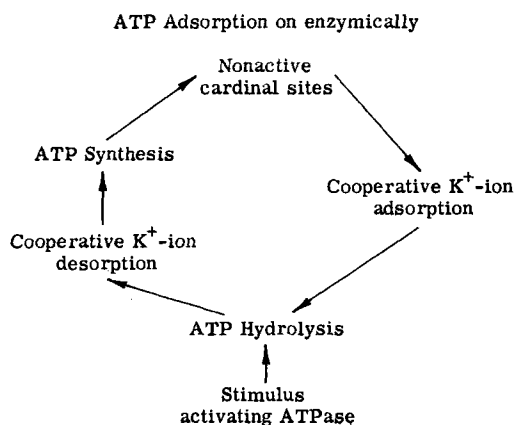 ATP Adsorption on enzymically
Nonactive
cardinal sites
ATP Synthesis
Cooperative K⁺-ion
adsorption
Cooperative K⁺-ion
desorption
ATP Hydrolysis
Stimulus
activating ATPase